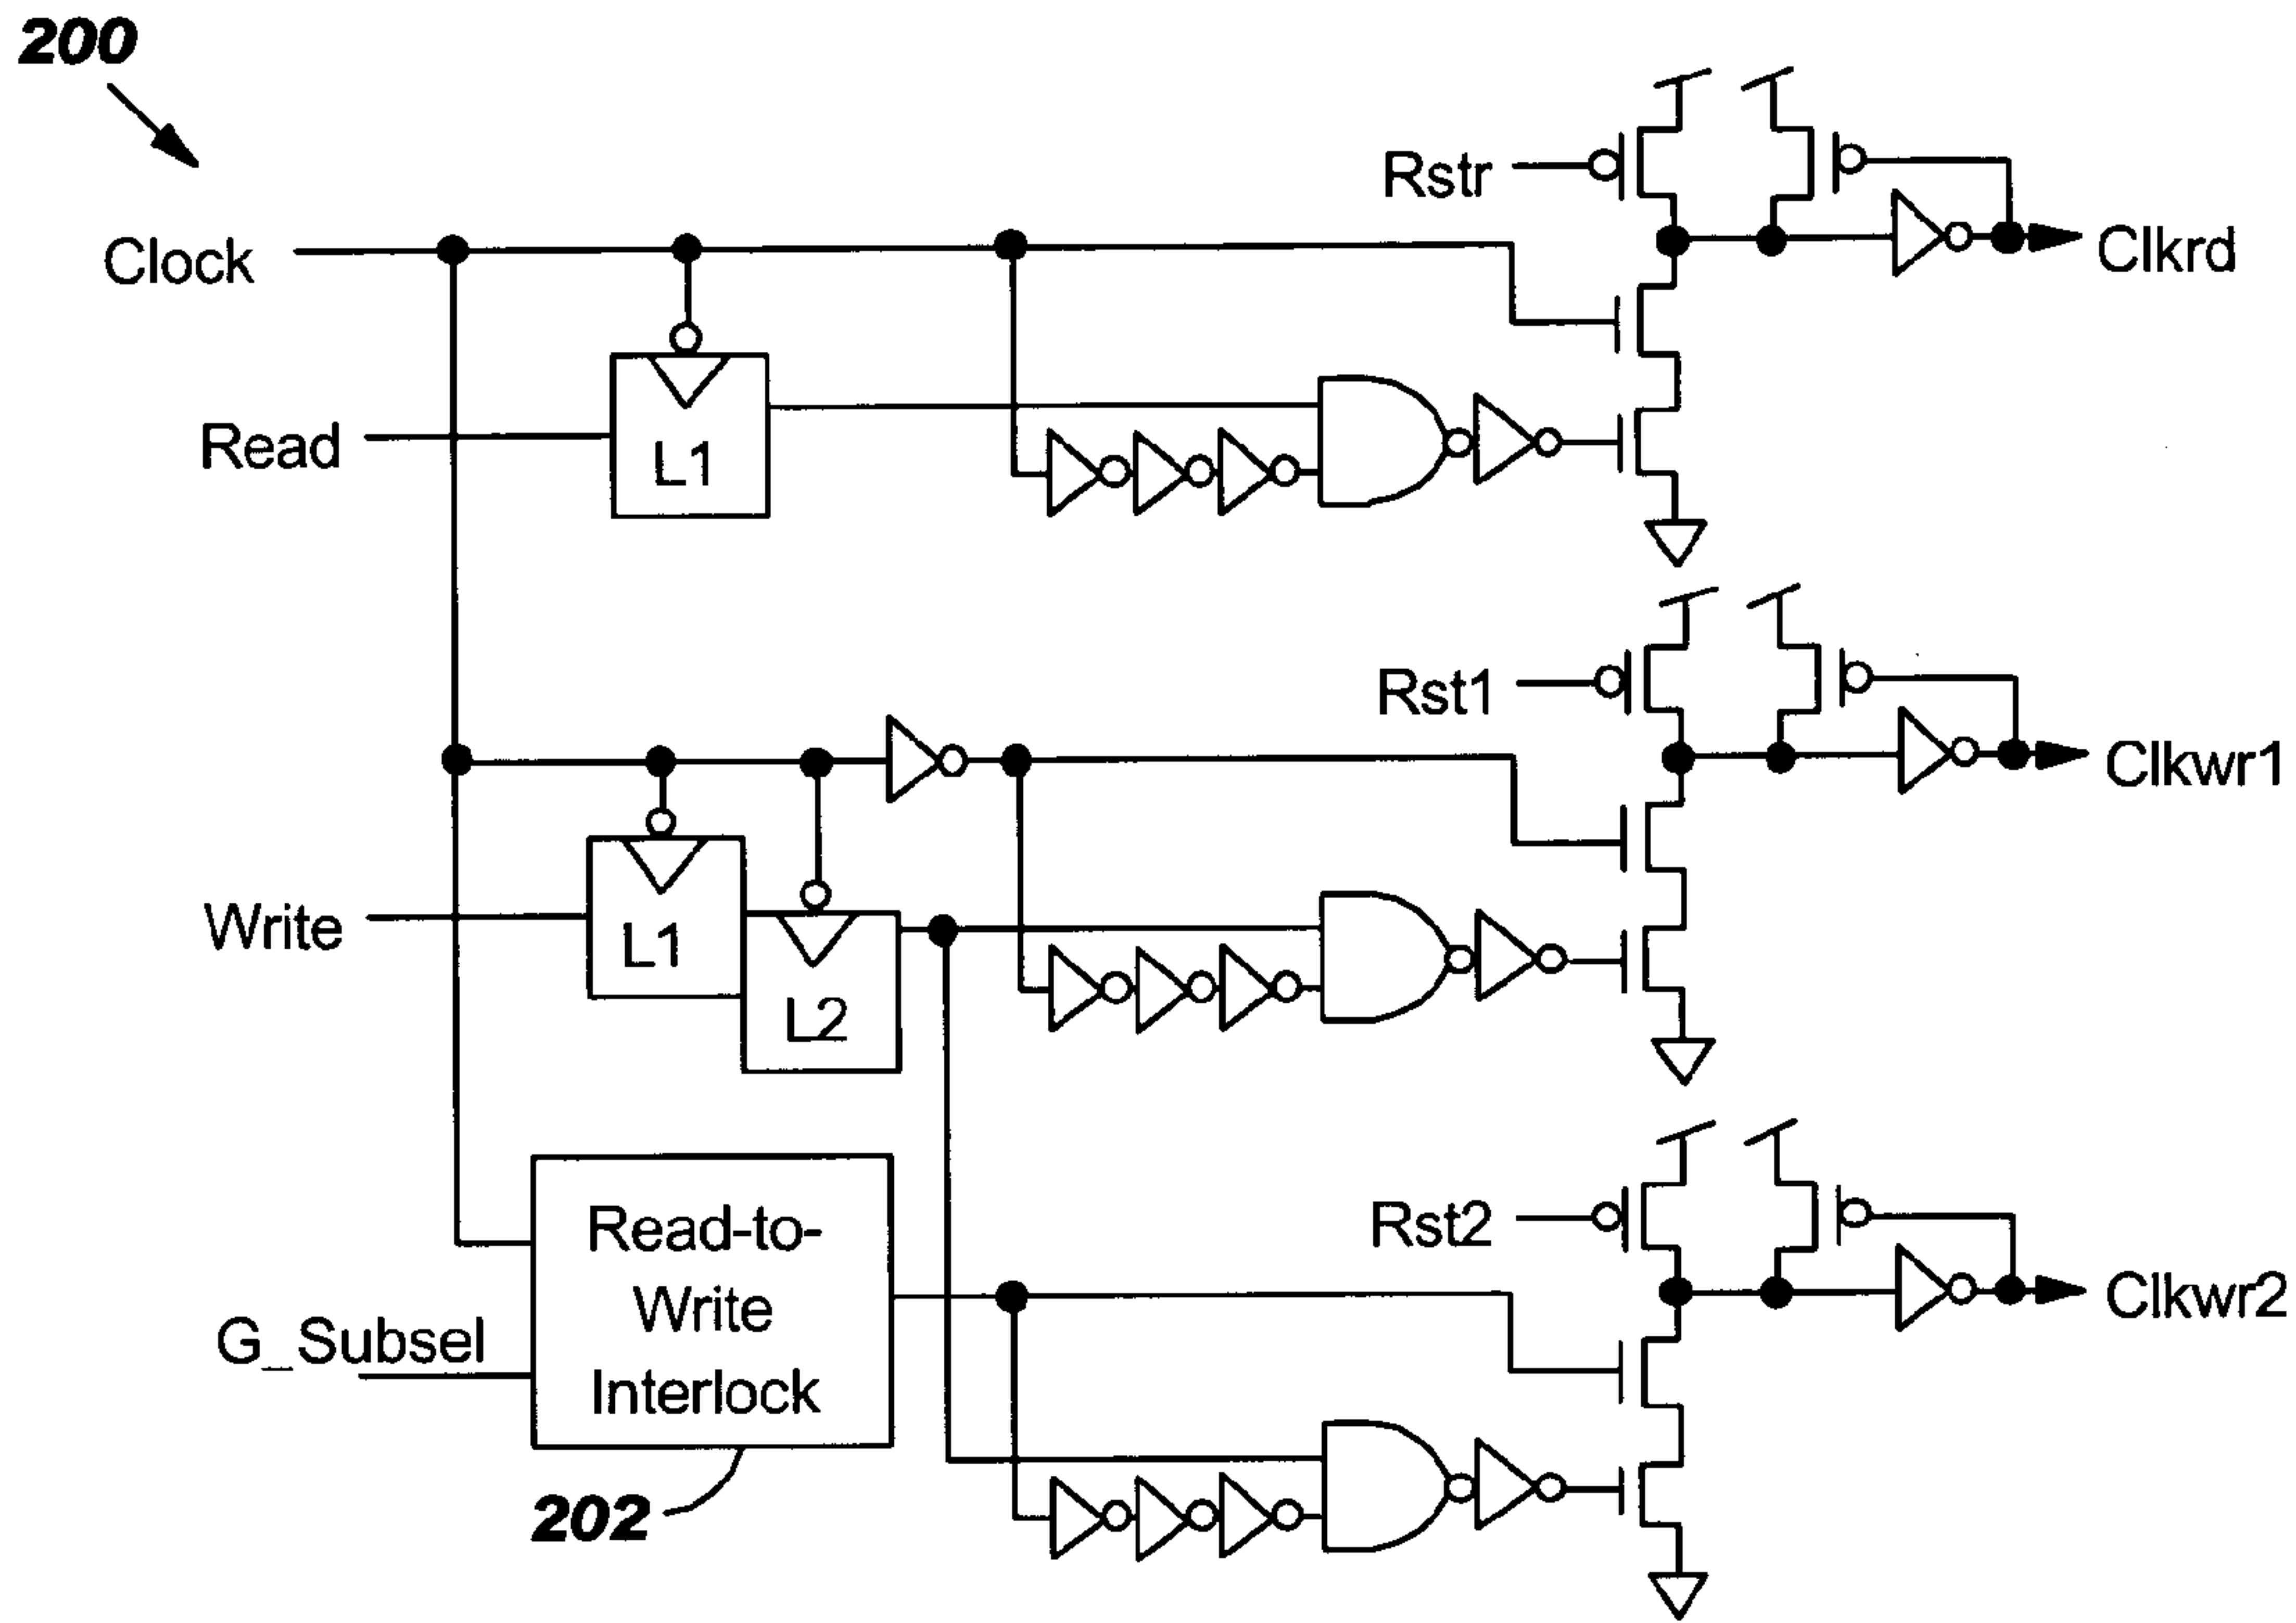 200
Rstr
Clock
Clkrd
Read
L1
Rst1
Clkwr1
Write
L1
L2
Rst2
Read-to-
Write
Interlock
G_Subsel
Clkwr2
202